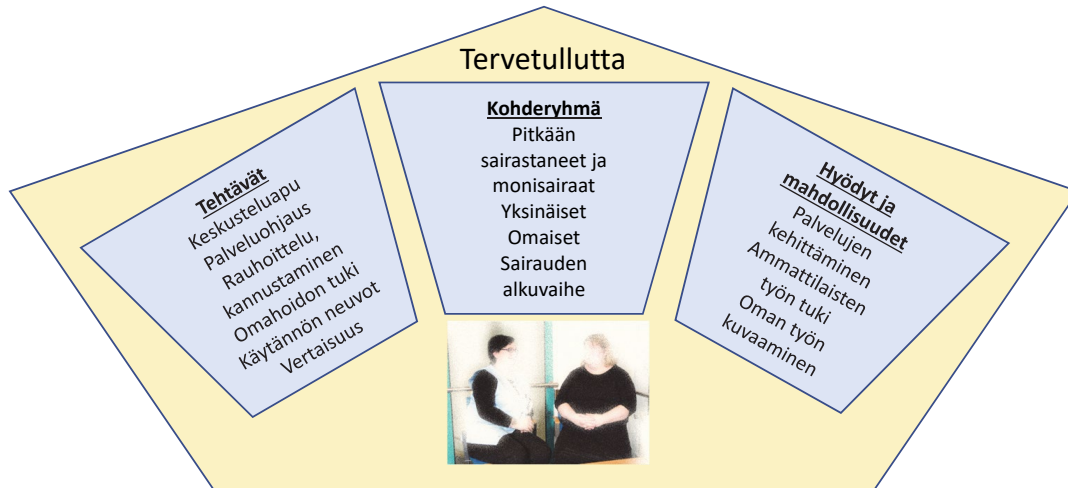 Tervetullutta
Tehtävät
Keskusteluapu
Palveluohjaus
Rauhoittelu,
kannustaminen
Omahoidon tuki
Käytännön neuvot
Vertaisuus
Kohderyhmä
Pitkään
sairastaneet ja
monisairaat
Yksinäiset
Omaiset
Sairauden
alkuvaihe
Hyödyt ja
mahdollisuudet
Palvelujen
kehittäminen
Ammattilaisten
työn tuki
Oman työn
kuvaaminen